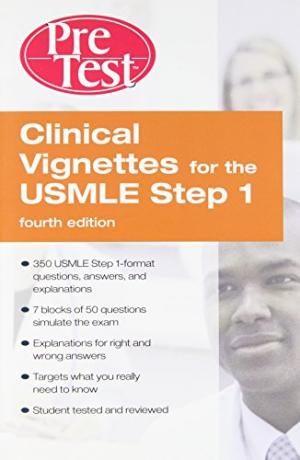 Pre
Test™
Clinical
Vignettes for the
USMLE Step 1
fourth edition
• 350 USMLE Step 1-format
questions, answers, and
explanations
• 7 blocks of 50 questions
simulate the exam
• Explanations for right and
wrong answers
• Targets what you really
need to know
• Student tested and reviewed